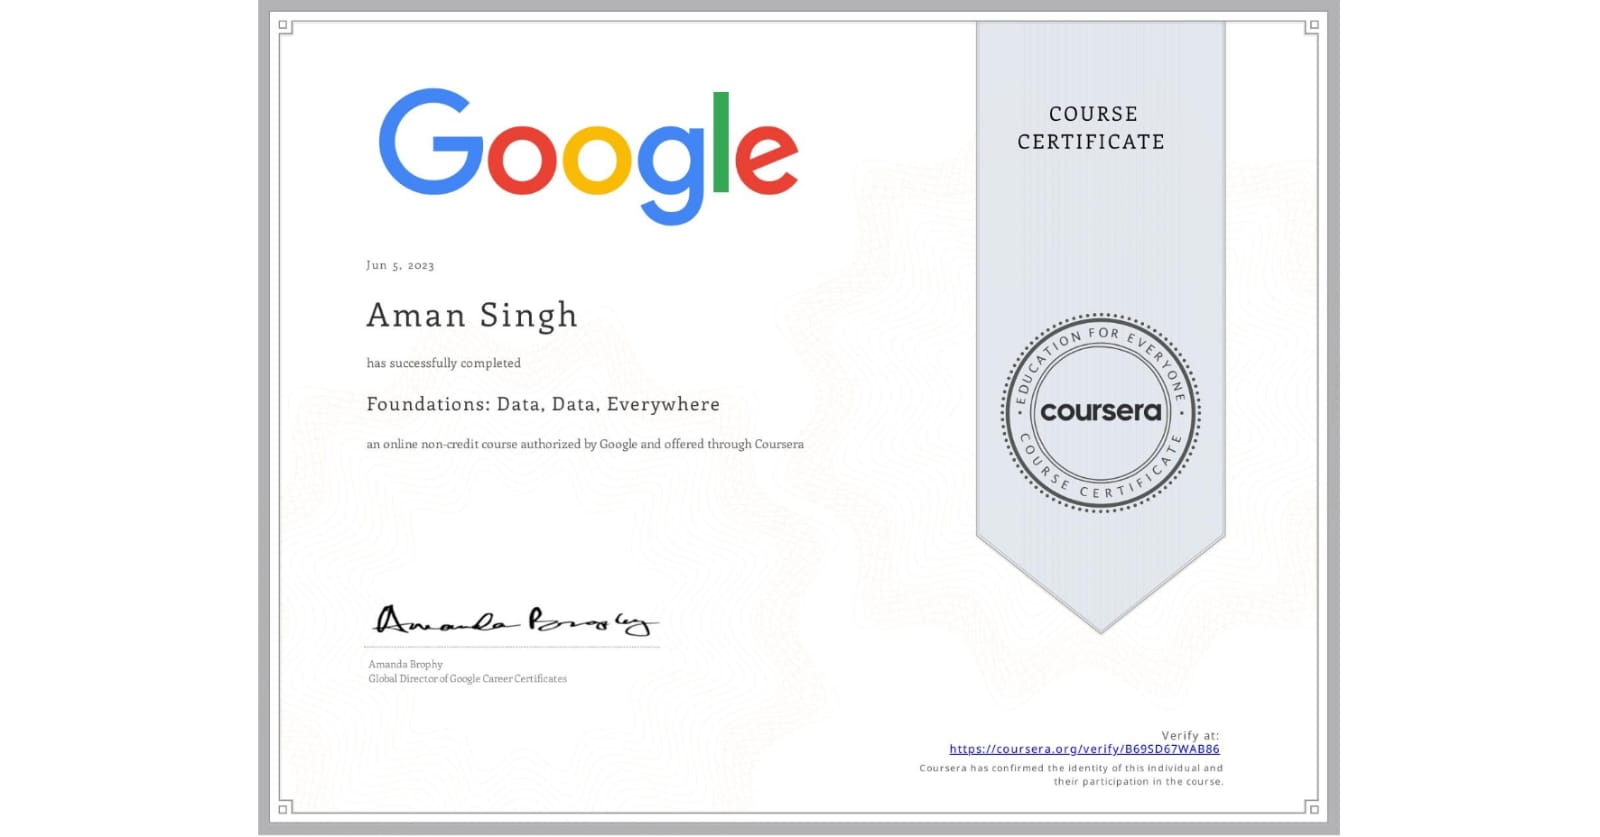 Google
COURSE
CERTIFICATE
Jun 5, 2023
Aman Singh
has successfully completed
Foundations: Data, Data, Everywhere
an online non-credit course authorized by Google and offered through Coursera
EDUCATION FOR EVERYONE
coursera
COURSE CERTIFICATE
Amanda Brophy
Amanda Brophy
Global Director of Google Career Certificates
Verify at:
https://coursera.org/verify/B69SD67WAB86
Coursera has confirmed the identity of this individual and
their participation in the course.